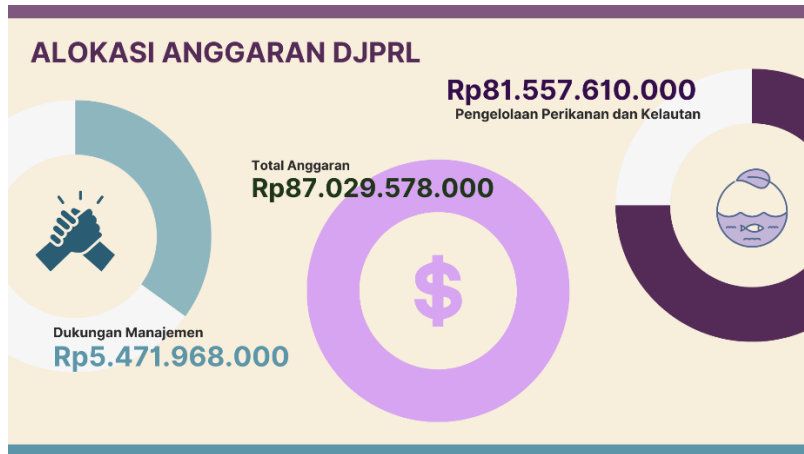 ALOKASI ANGGARAN DJPRL
Rp81.557.610.000
Pengelolaan Perikanan dan Kelautan
Total Anggaran
Rp87.029.578.000
$
Dukungan Manajemen
Rp5.471.968.000